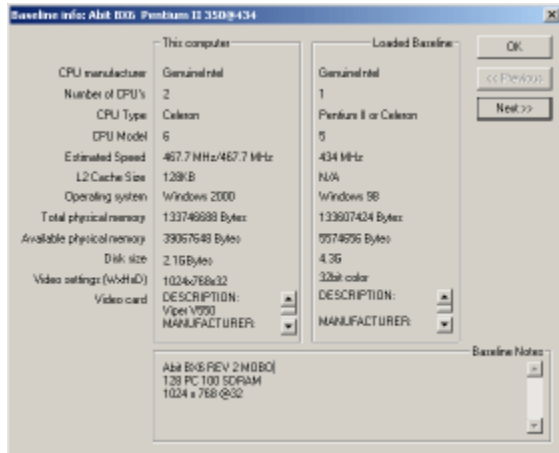 Baseline info: Abit BX6 Pentium II 350@434
This computer Loaded Baseline OK
CPU manufacturer GenuineIntel GenuineIntel << Previous
Number of CPU's 2 1 Next >>
CPU Type Celeron Pentium II or Celeron
CPU Model 6 5
Estimated Speed 467.7 MHz/467.7 MHz 434 MHz
L2 Cache Size 128KB N/A
Operating system Windows 2000 Windows 98
Total physical memory 133746688 Bytes 133607424 Bytes
Available physical memory 39067648 Bytes 5574656 Bytes
Disk size 2.1GBytes 4.3G
Video settings (WxHxD) 1024x768x32 32bit color
Video card DESCRIPTION: DESCRIPTION:
Viper V550
MANUFACTURER: MANUFACTURER:
Baseline Notes
Abit BX6 REV 2 MOBO
128 PC 100 SDRAM
1024 x 768 @32